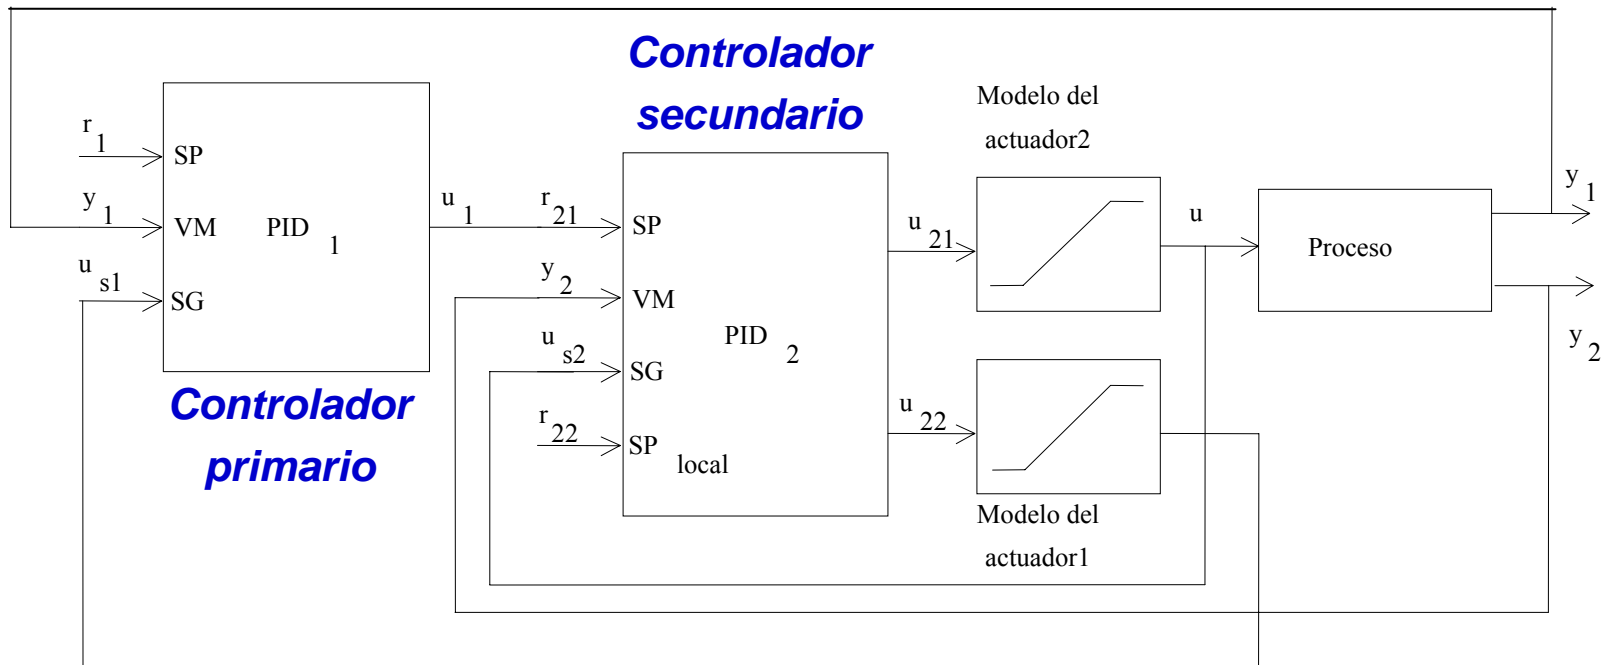 Controlador
secundario
Modelo del
actuador2
r 1
SP
y 1
VM
PID 1
u 1
r 21
SP
u 21
u
Proceso
y 1
u s1
SG
y 2
VM
PID 2
u s2
SG
y 2
Controlador
primario
r 22
SP local
u 22
Modelo del
actuador1